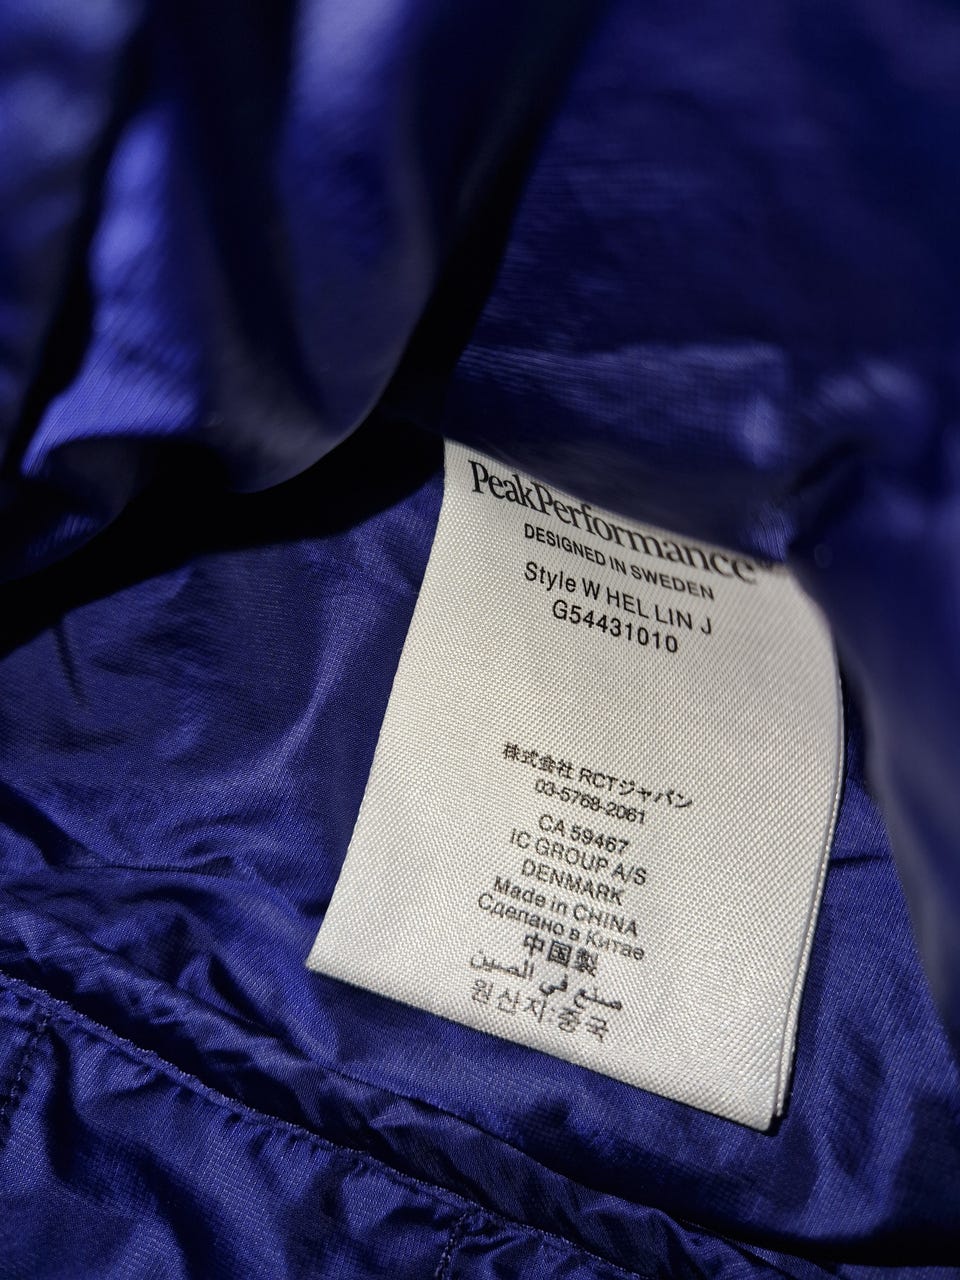 PeakPerformance®
DESIGNED IN SWEDEN
Style W HELLIN J
G54431010
株式会社 RCTジャパン
03-5768-2061
CA 59467
IC GROUP A/S
DENMARK
Made in CHINA
Сделано в Китае
中国製
صنع في الصين
원산지:중국